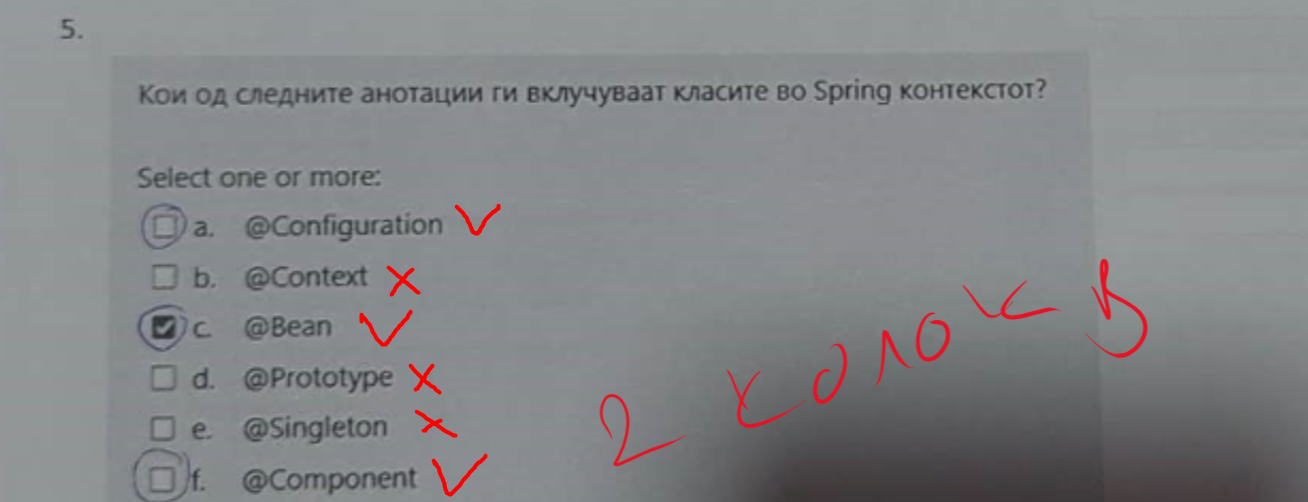 5.
Кои од следните анотации ги вклучуваат класите во Spring контекстот?
Select one or more:
a. @Configuration
b. @Context
c. @Bean
d. @Prototype
e. @Singleton
f. @Component
2 колок